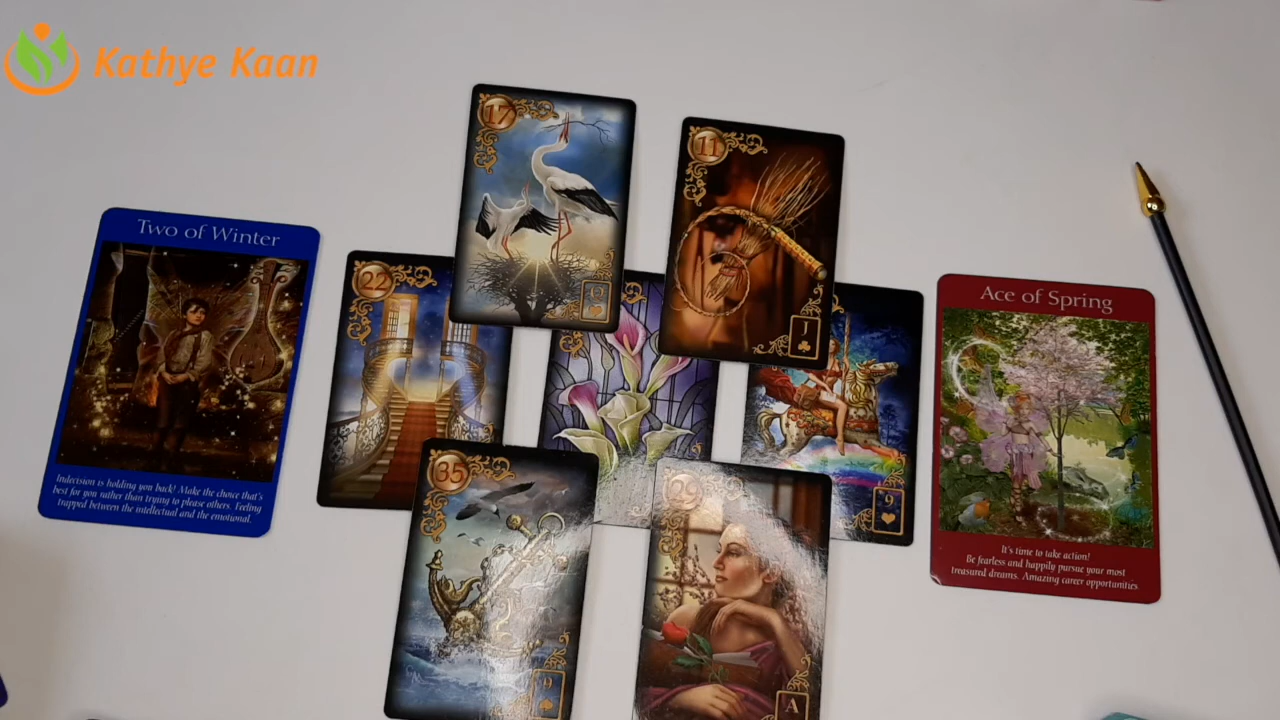 Kathye Kaan
17
11
Two of Winter
22
Q
J
Ace of Spring
Indecision is holding you back! Make the choice that's
best for you rather than trying to please others. Feeling
trapped between the intellectual and the emotional.
35
29
9
It's time to take action!
Be fearless and happily pursue your most
treasured dreams. Amazing career opportunities.
9
A